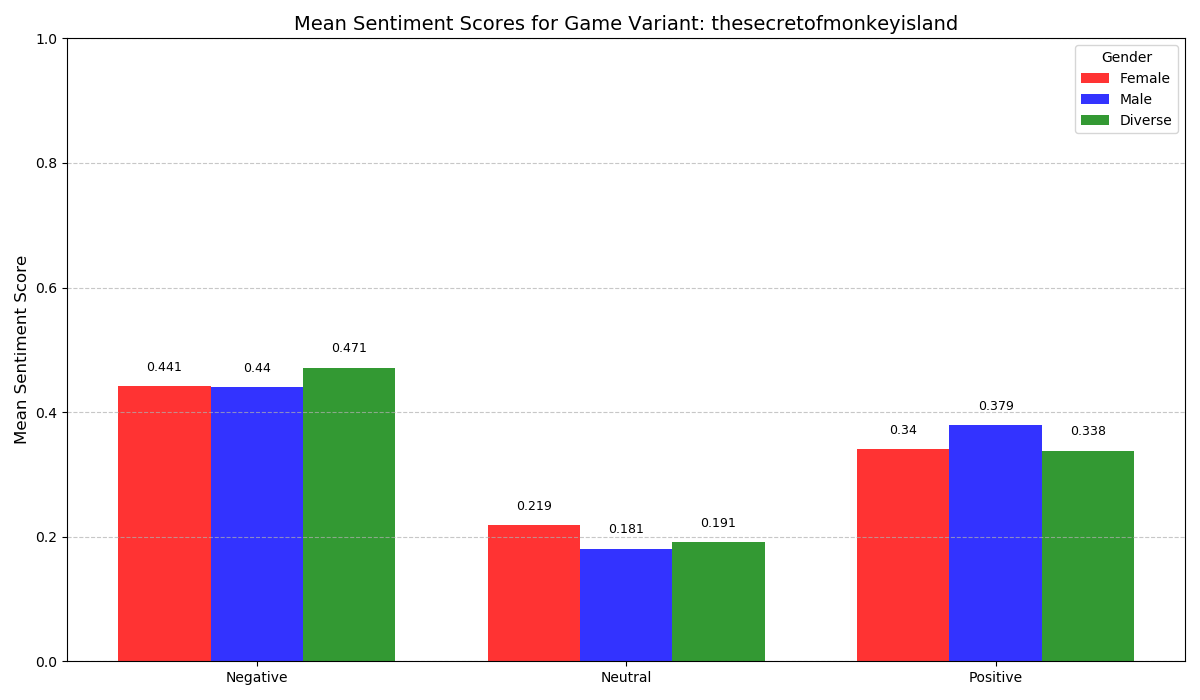 Mean Sentiment Scores for Game Variant: thesecretofmonkeyisland
1.0
0.8
0.6
0.4
0.2
0.0
Mean Sentiment Score
Gender
Female
Male
Diverse
0.441
0.44
0.471
0.219
0.181
0.191
0.34
0.379
0.338
Negative
Neutral
Positive